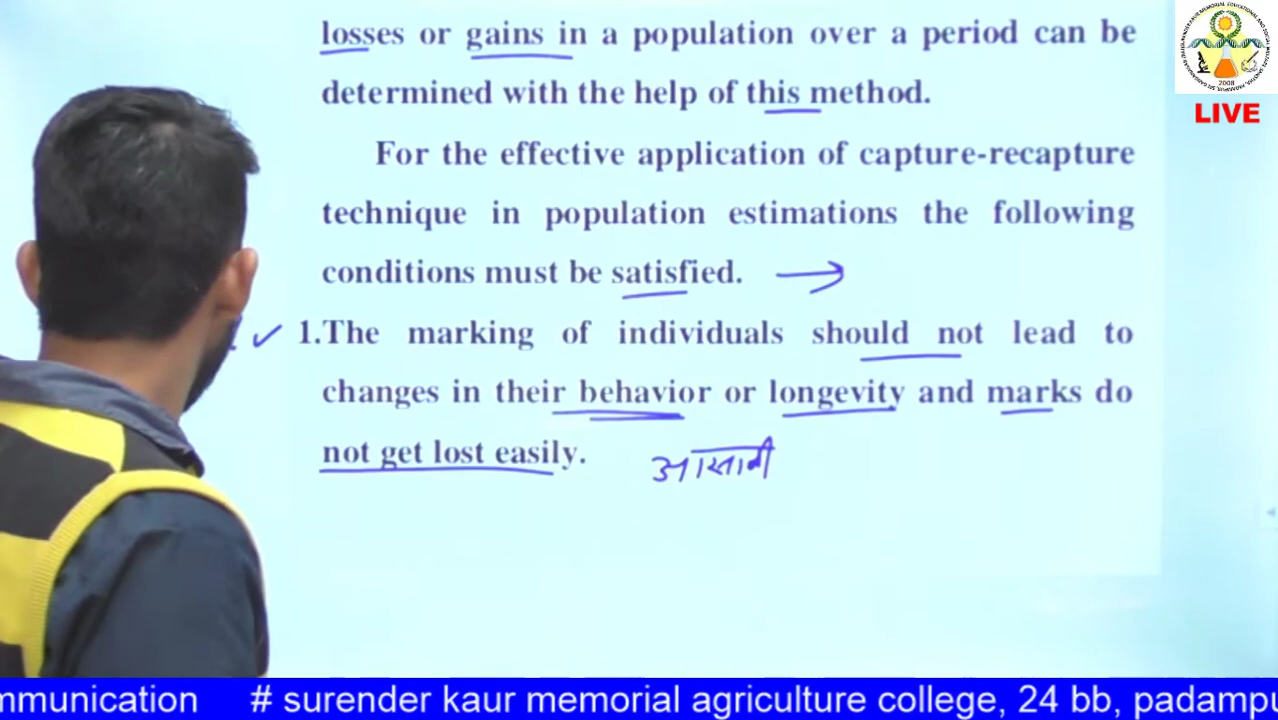 losses or gains in a population over a period can be
determined with the help of this method.
For the effective application of capture-recapture
technique in population estimations the following
conditions must be satisfied.
1.The marking of individuals should not lead to
changes in their behavior or longevity and marks do
not get lost easily. आसानी
2008
LIVE
mmunication # surender kaur memorial agriculture college, 24 bb, padampu